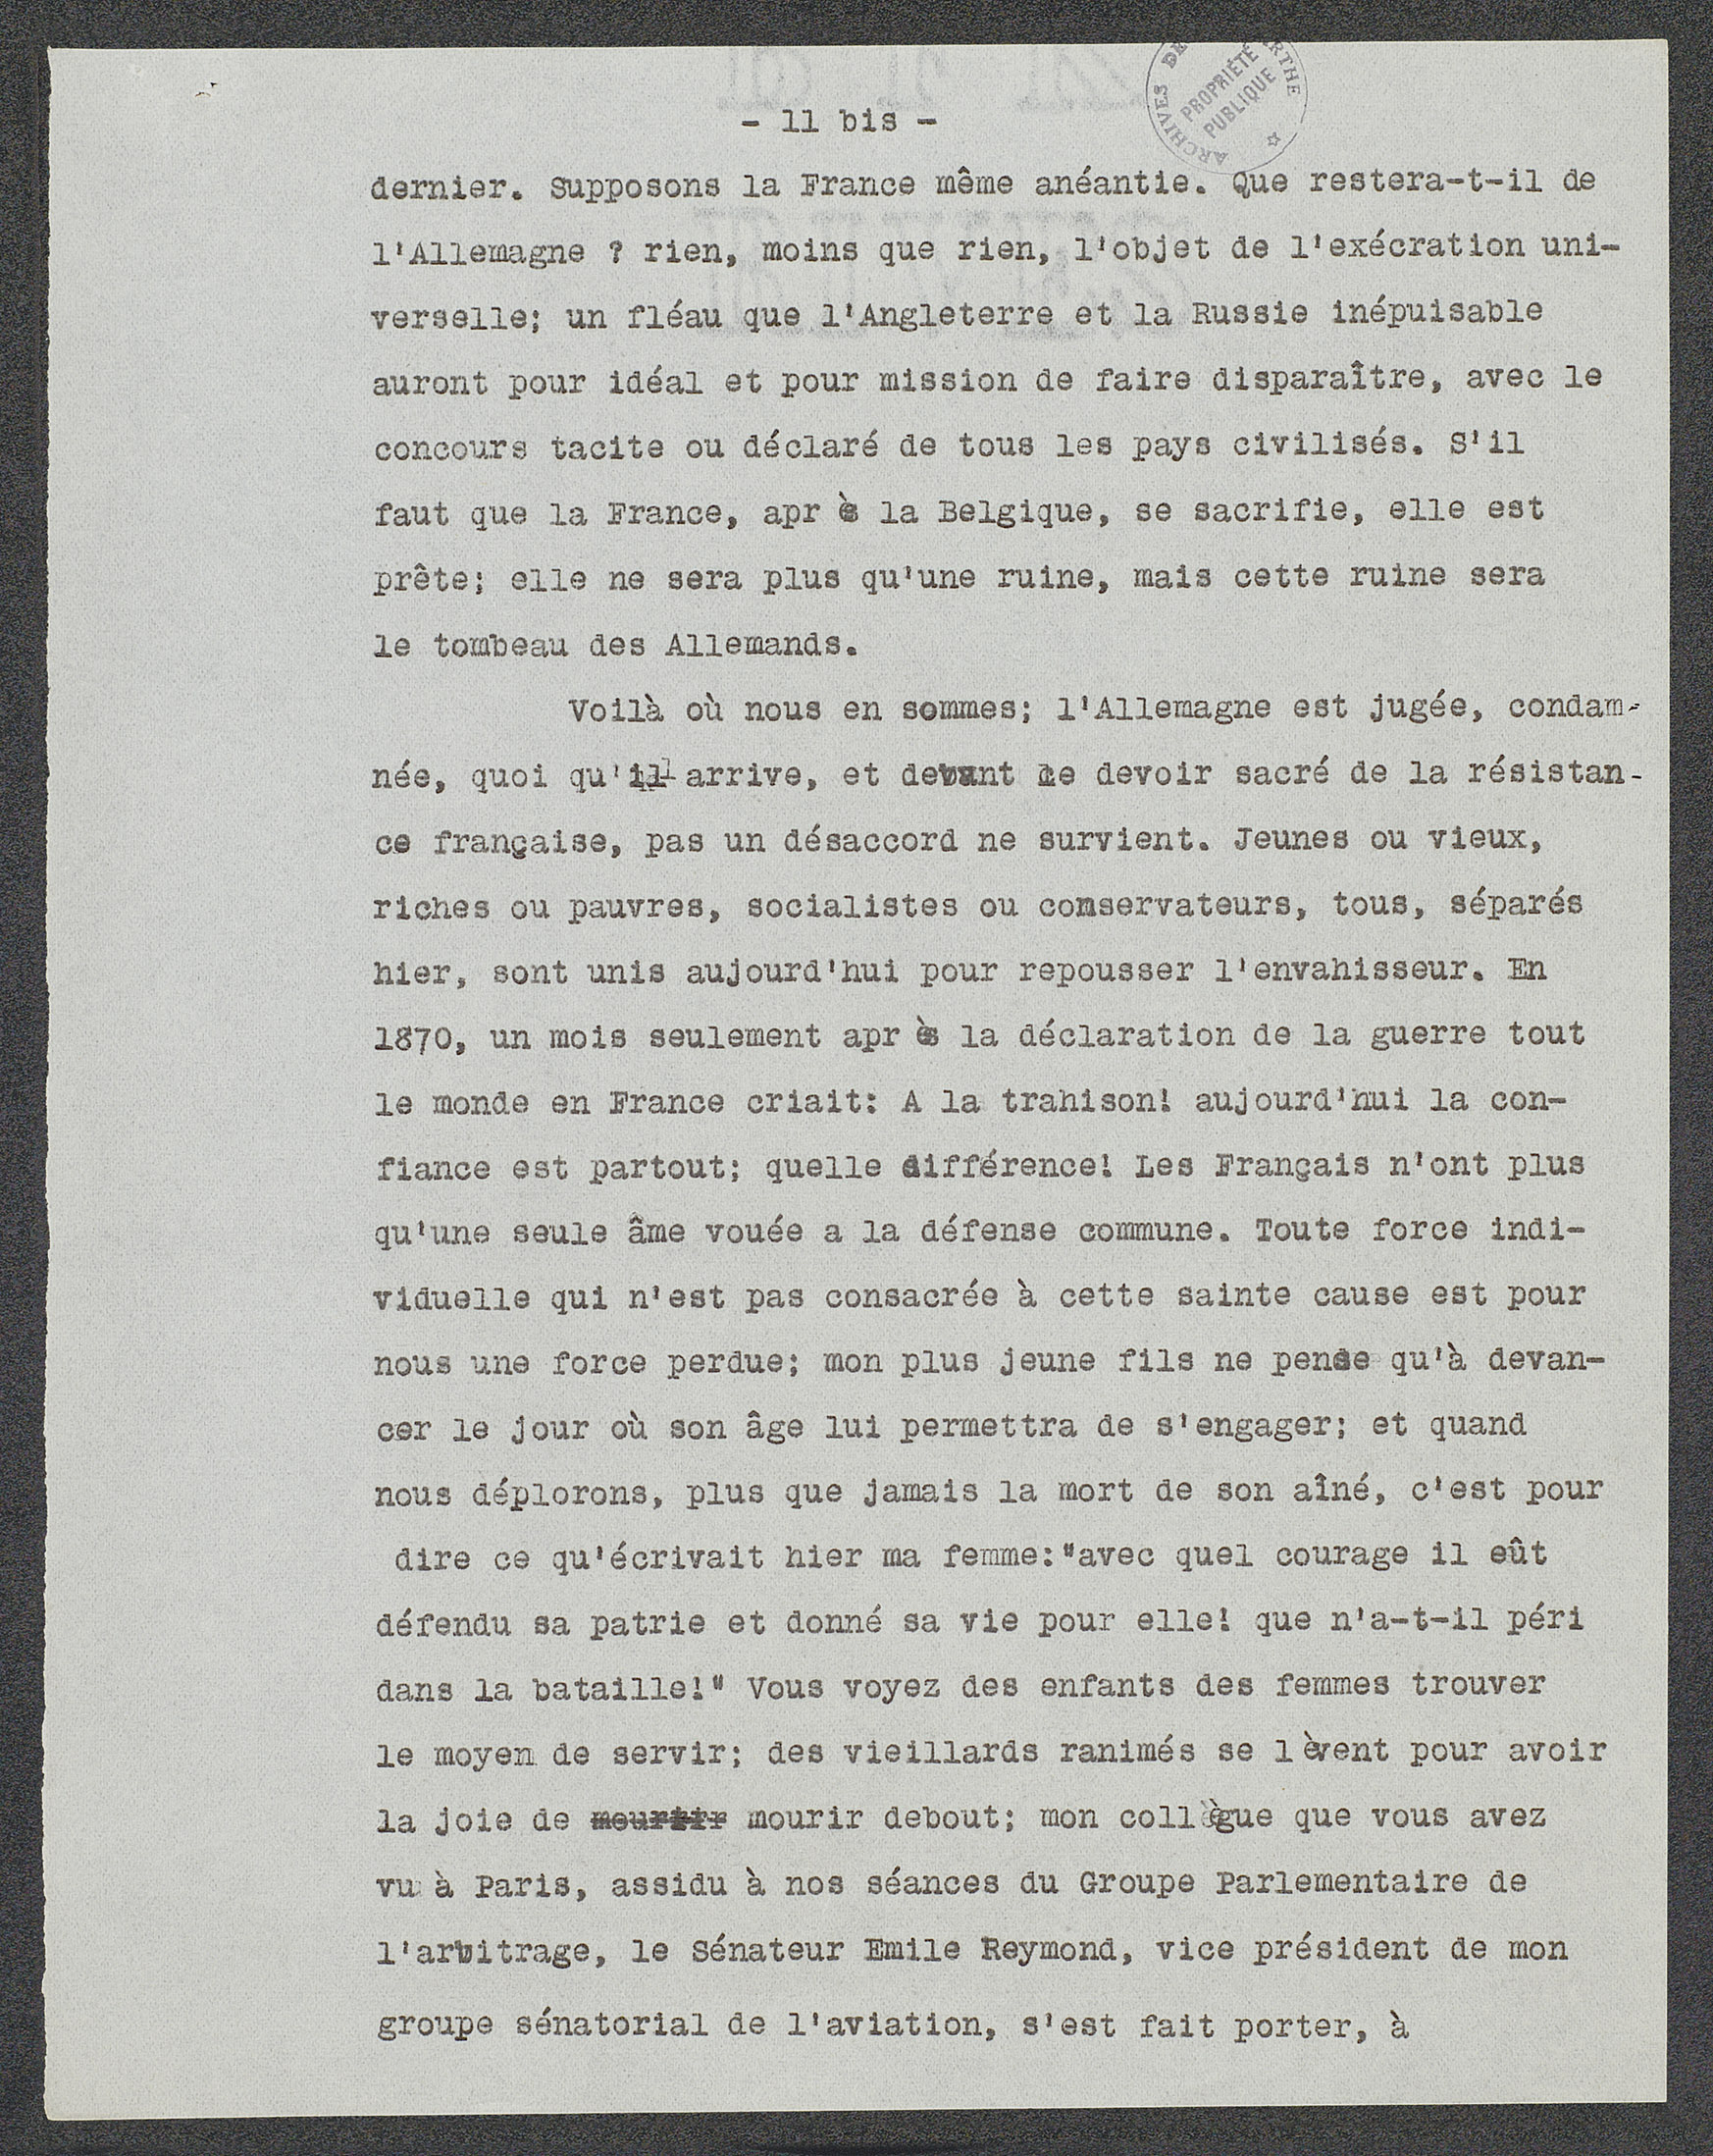 ARCHIVES DE RTHE
PROPRIÉTÉ
PUBLIQUE
- 11 bis -
dernier. Supposons la France même anéantie. Que restera-t-il de
l'Allemagne ? rien, moins que rien, l'objet de l'exécration uni-
verselle; un fléau que l'Angleterre et la Russie inépuisable
auront pour idéal et pour mission de faire disparaître, avec le
concours tacite ou déclaré de tous les pays civilisés. S'il
faut que la France, après la Belgique, se sacrifie, elle est
prête; elle ne sera plus qu'une ruine, mais cette ruine sera
le tombeau des Allemands.
Voilà où nous en sommes; l'Allemagne est jugée, condam-
née, quoi qu'il arrive, et devant le devoir sacré de la résistan-
ce française, pas un désaccord ne survient. Jeunes ou vieux,
riches ou pauvres, socialistes ou conservateurs, tous, séparés
hier, sont unis aujourd'hui pour repousser l'envahisseur. En
1870, un mois seulement après la déclaration de la guerre tout
le monde en France criait: A la trahison! aujourd'hui la con-
fiance est partout; quelle différence! Les Français n'ont plus
qu'une seule âme vouée a la défense commune. Toute force indi-
viduelle qui n'est pas consacrée à cette sainte cause est pour
nous une force perdue; mon plus jeune fils ne pense qu'à devan-
cer le jour où son âge lui permettra de s'engager; et quand
nous déplorons, plus que jamais la mort de son aîné, c'est pour
dire ce qu'écrivait hier ma femme:"avec quel courage il eût
défendu sa patrie et donné sa vie pour elle! que n'a-t-il péri
dans la bataille!" Vous voyez des enfants des femmes trouver
le moyen de servir; des vieillards ranimés se lèvent pour avoir
la joie de mourir debout; mon collègue que vous avez
vu à Paris, assidu à nos séances du Groupe Parlementaire de
l'arbitrage, le Sénateur Emile Reymond, vice président de mon
groupe sénatorial de l'aviation, s'est fait porter, à